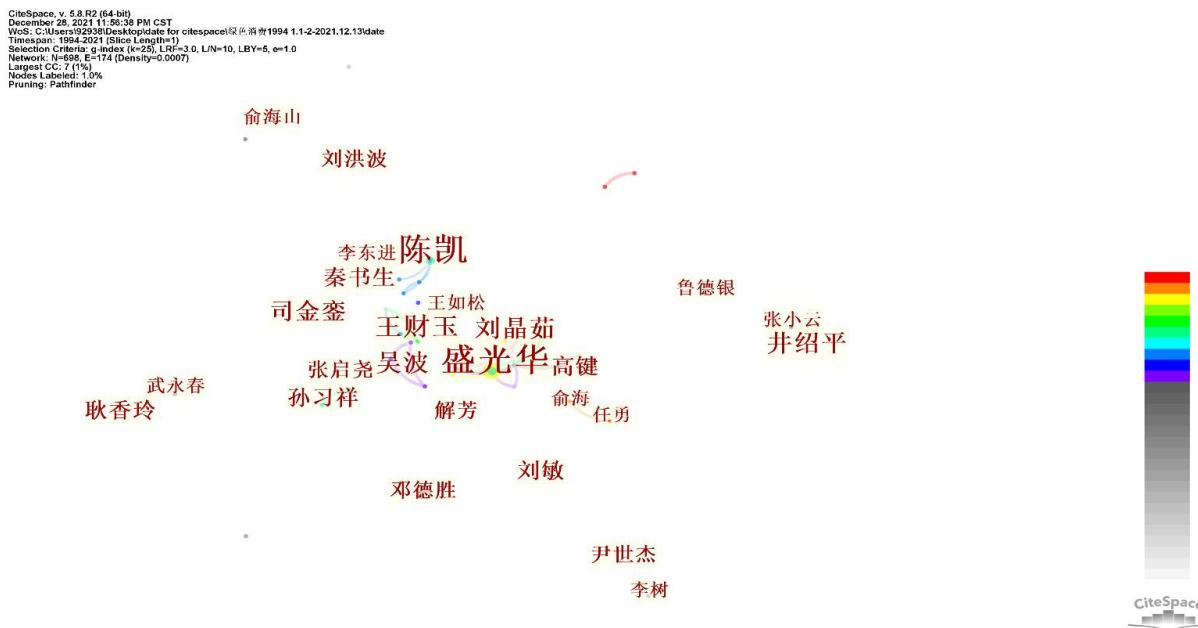 CiteSpace, v. 5.8.R2 (64-bit)
December 28, 2021 11:56:38 PM CST
WoS: C:\Users\92938\Desktop\date for citespace\绿色消费1994 1.1-2-2021.12.13\date
Timespan: 1994-2021 (Slice Length=1)
Selection Criteria: g-index (k=25), LRF=3.0, L/N=10, LBY=5, e=1.0
Network: N=698, E=174 (Density=0.0007)
Largest CC: 7 (1%)
Nodes Labeled: 1.0%
Pruning: Pathfinder
俞海山
刘洪波
李东进
陈凯
秦书生
鲁德银
王如松
司金銮
张小云
王财玉
刘晶茹
井绍平
盛光华
吴波
高键
张启尧
武永春
孙习祥
俞海
耿香玲
解芳
任勇
刘敏
邓德胜
尹世杰
李树
CiteSpace